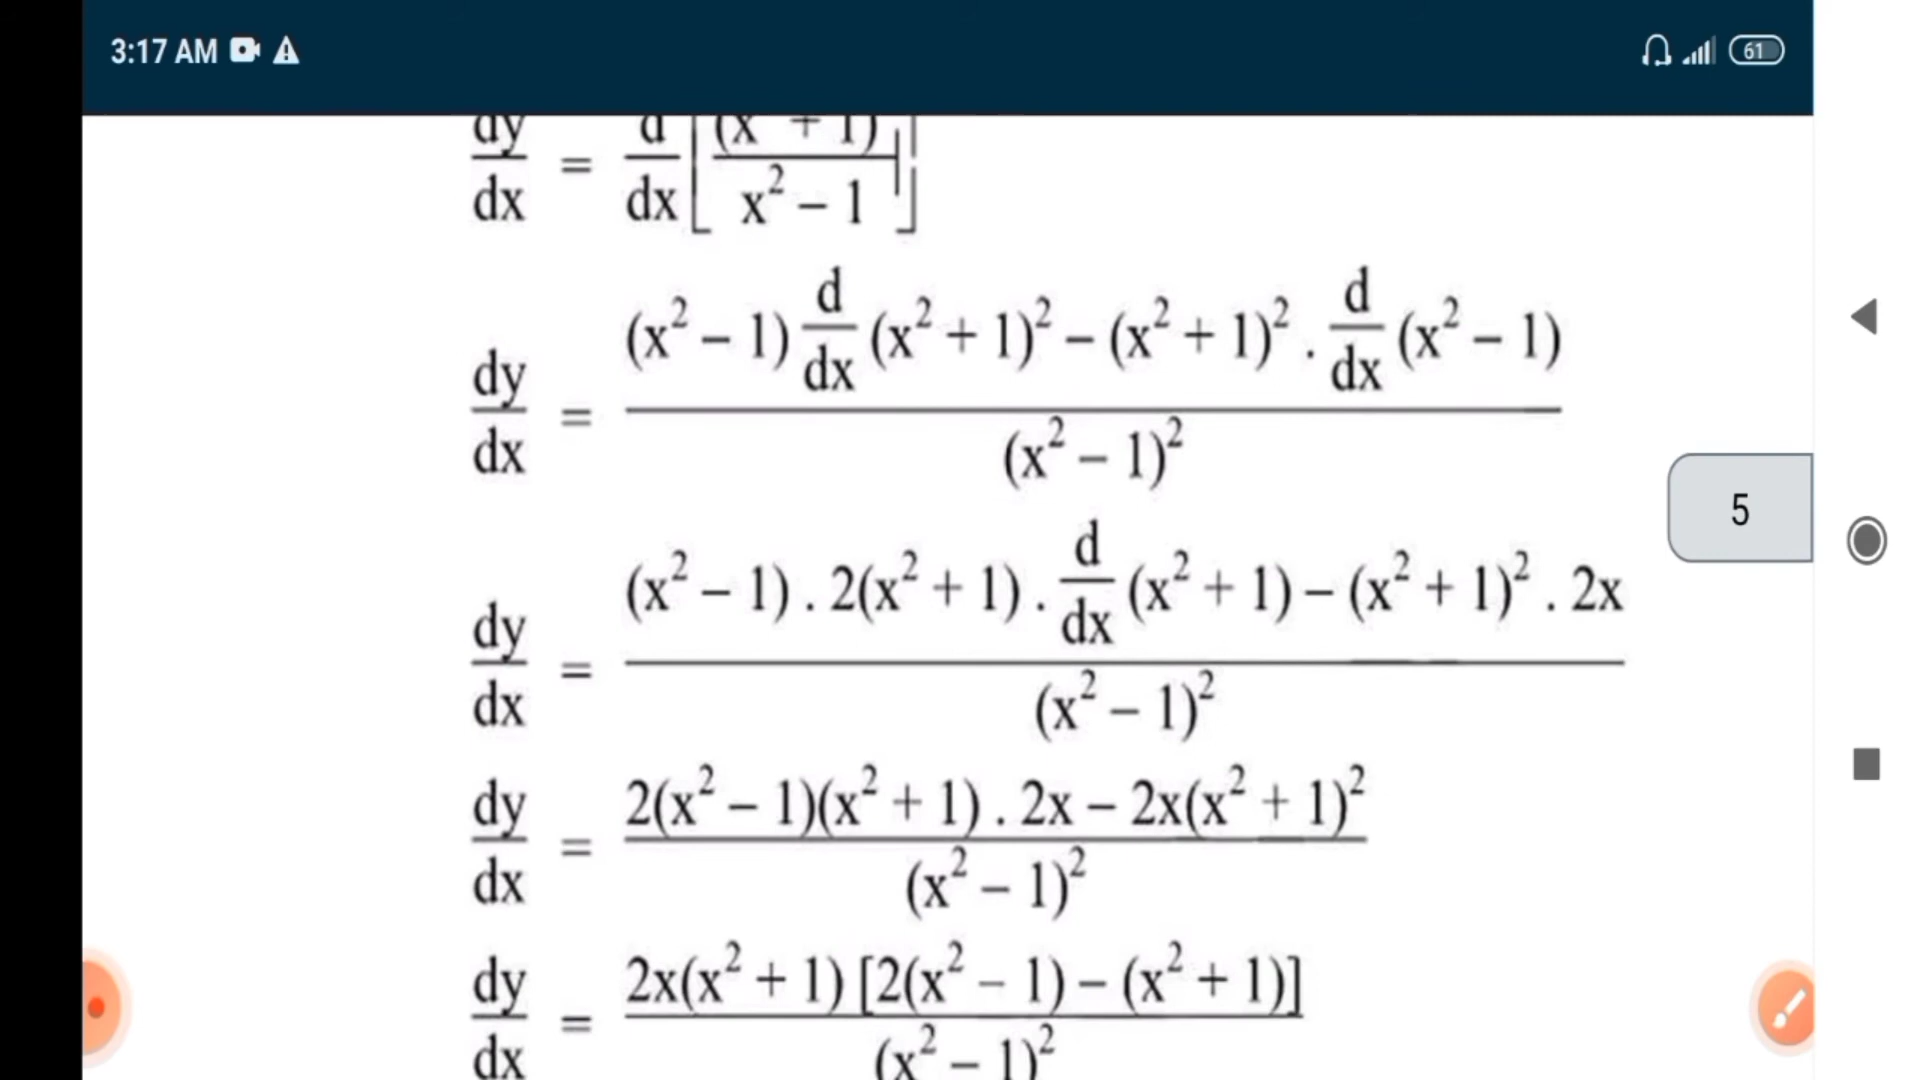 3:17 AM 61
dy/dx = d/dx [(x + 1) / x² – 1]
dy/dx = (x² – 1) d/dx (x² + 1)² – (x² + 1)² . d/dx (x² – 1) / (x² – 1)²
5
dy/dx = (x² – 1) . 2(x² + 1) . d/dx (x² + 1) – (x² + 1)² . 2x / (x² – 1)²
dy/dx = 2(x² – 1)(x² + 1) . 2x – 2x(x² + 1)² / (x² – 1)²
dy/dx = 2x(x² + 1) [2(x² – 1) – (x² + 1)] / (x² – 1)²